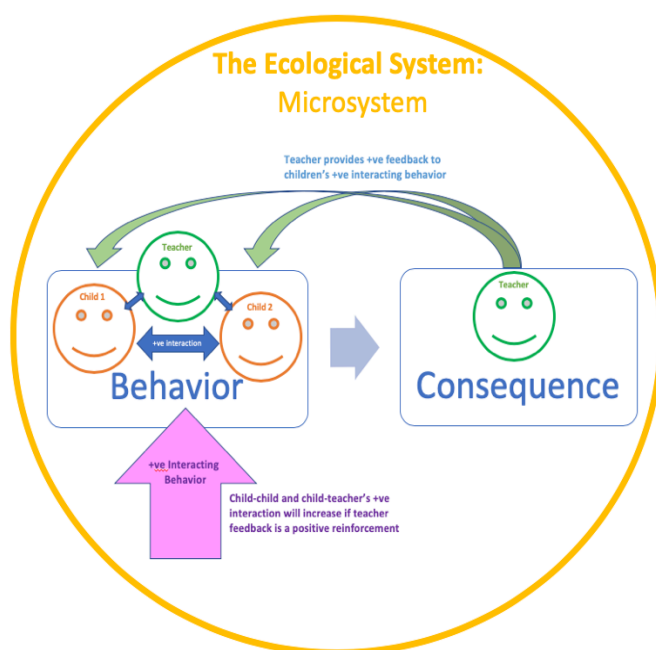 The Ecological System:
Microsystem
Teacher provides +ve feedback to
children's +ve interacting behavior
Teacher
Child 1
Child 2
+ve interaction
Behavior
Teacher
Consequence
+ve Interacting
Behavior
Child-child and child-teacher's +ve
interaction will increase if teacher
feedback is a positive reinforcement